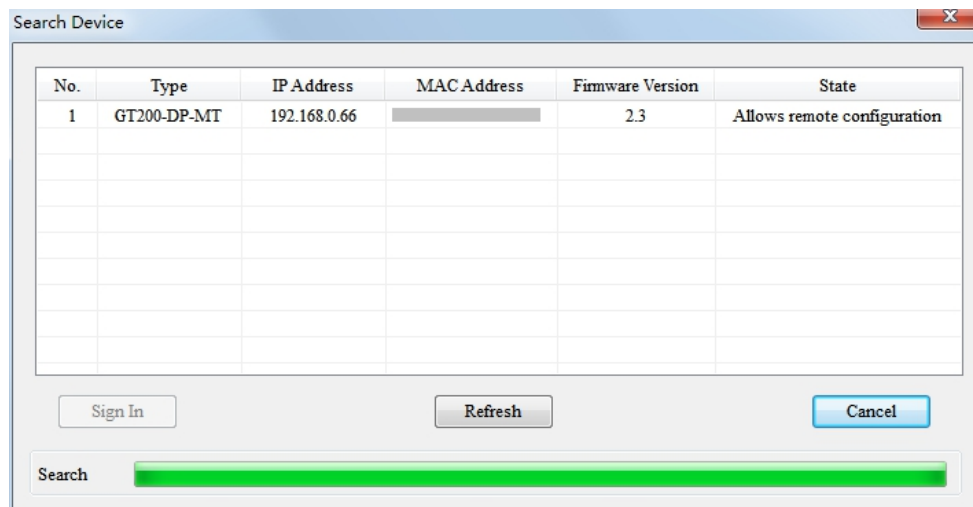 Search Device
No. Type IP Address MAC Address Firmware Version State
1 GT200-DP-MT 192.168.0.66 2.3 Allows remote configuration
Sign In Refresh Cancel
Search